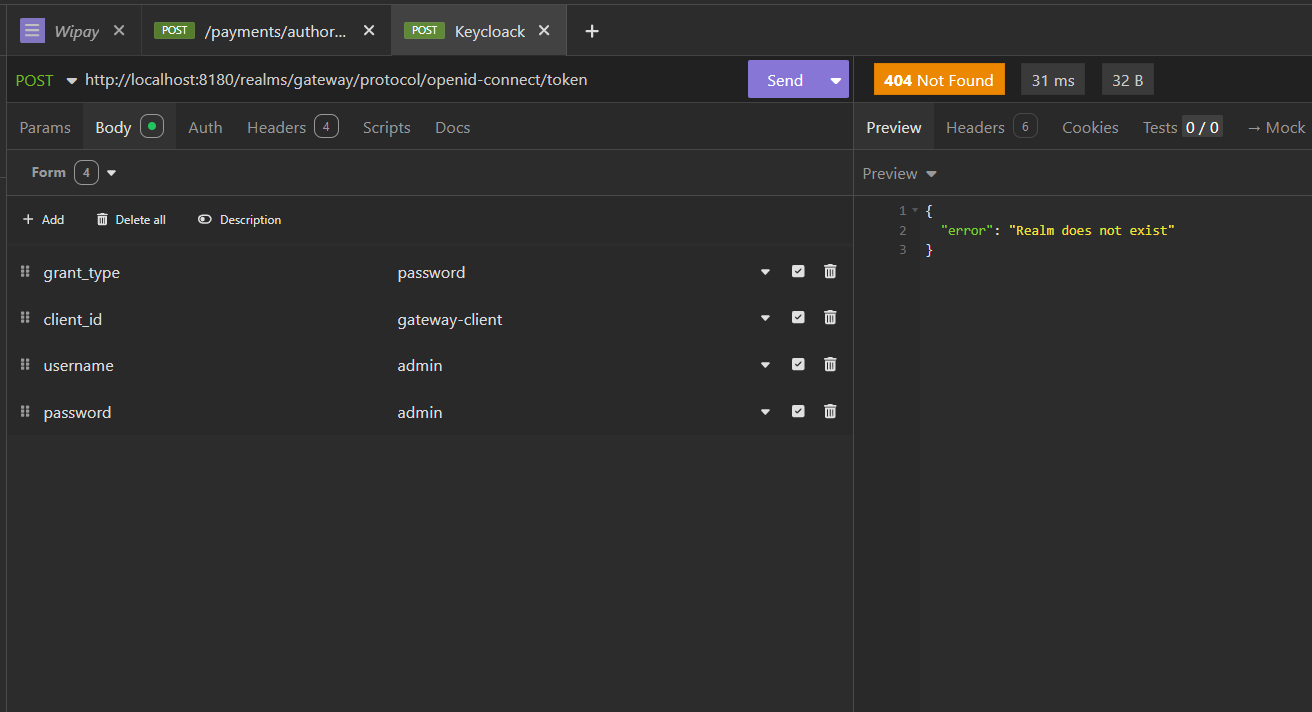 Wipay
POST /payments/author...
POST Keycloack
POST http://localhost:8180/realms/gateway/protocol/openid-connect/token Send
404 Not Found 31 ms 32 B
Params Body Auth Headers 4 Scripts Docs
Preview Headers 6 Cookies Tests 0 / 0 → Mock
Form 4
Preview
Add Delete all Description
grant_type password
client_id gateway-client
username admin
password admin
1 {
2 "error": "Realm does not exist"
3 }